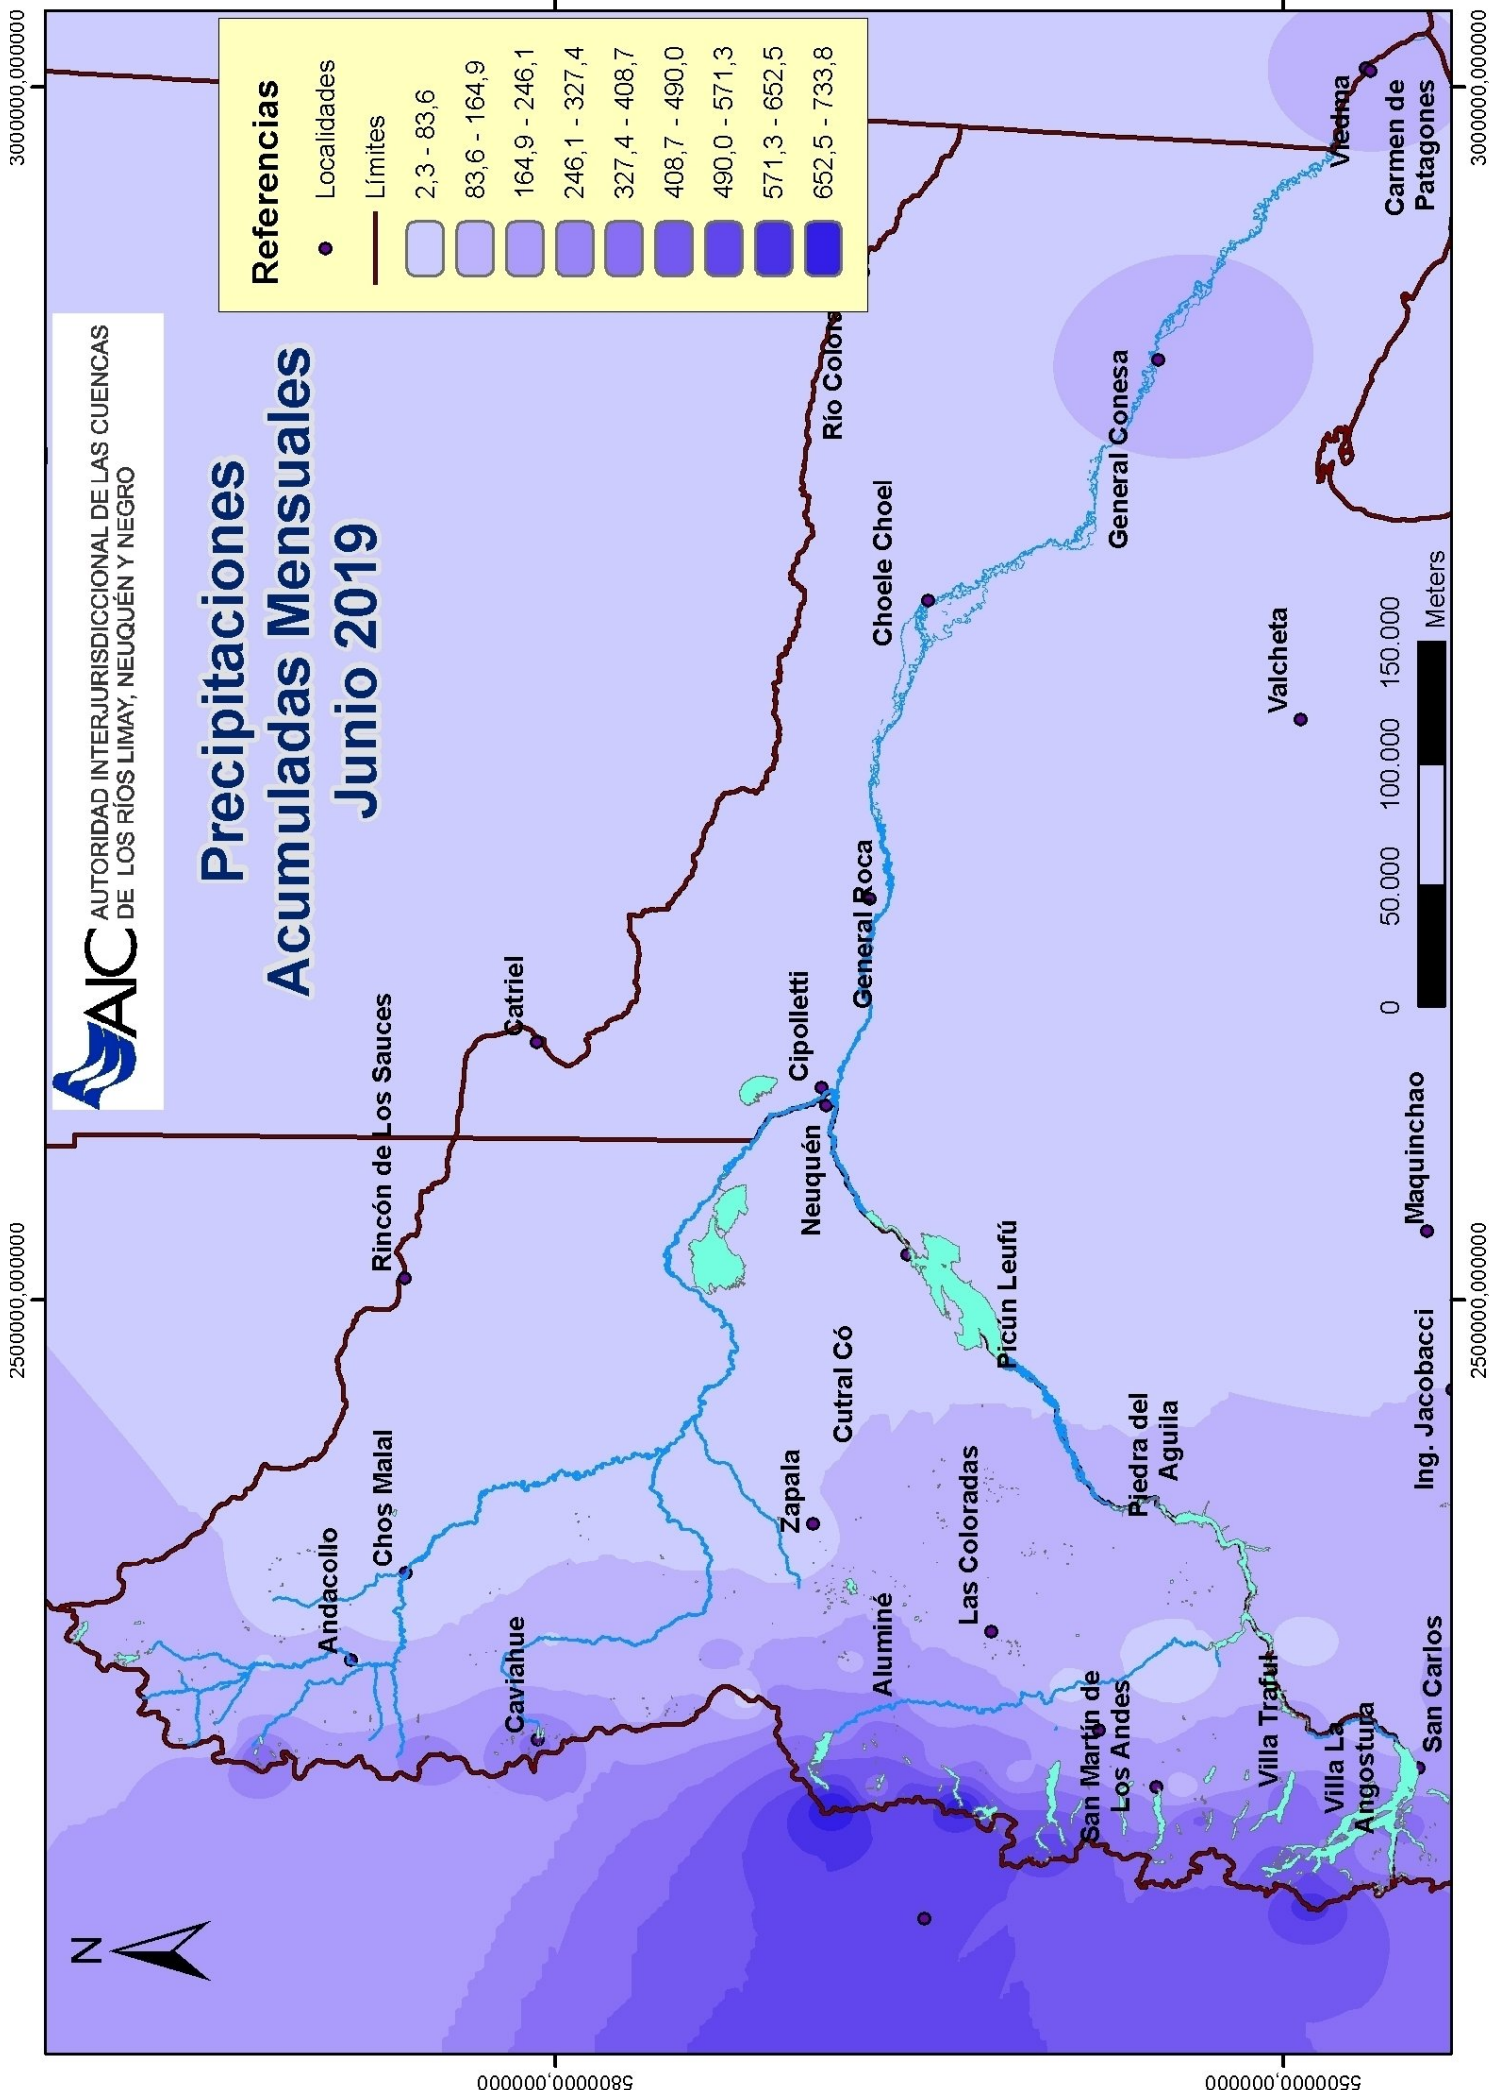 2500000,000000
3000000,000000
AIC
AUTORIDAD INTERJURISDICCIONAL DE LAS CUENCAS
DE LOS RÍOS LIMAY, NEUQUÉN Y NEGRO
Precipitaciones
Acumuladas Mensuales
Junio 2019
Referencias
Localidades
Límites
2,3 - 83,6
83,6 - 164,9
164,9 - 246,1
246,1 - 327,4
327,4 - 408,7
408,7 - 490,0
490,0 - 571,3
571,3 - 652,5
652,5 - 733,8
N
Andacollo
Chos Malal
Rincón de Los Sauces
Catriel
Caviahue
5800000,000000
Zapala
Cutral Có
Neuquén
Cipolletti
General Roca
Choele Choel
Río Color
Aluminé
Las Coloradas
Picún Leufú
General Conesa
San Martín de
Los Andes
Piedra del
Aguila
Villa Traful
Valcheta
Viedma
Carmen de
Patagones
Villa La
Angostura
San Carlos
Ing. Jacobacci
Maquinchao
0
50.000
100.000
150.000
Meters
5500000,000000
2500000,000000
3000000,000000